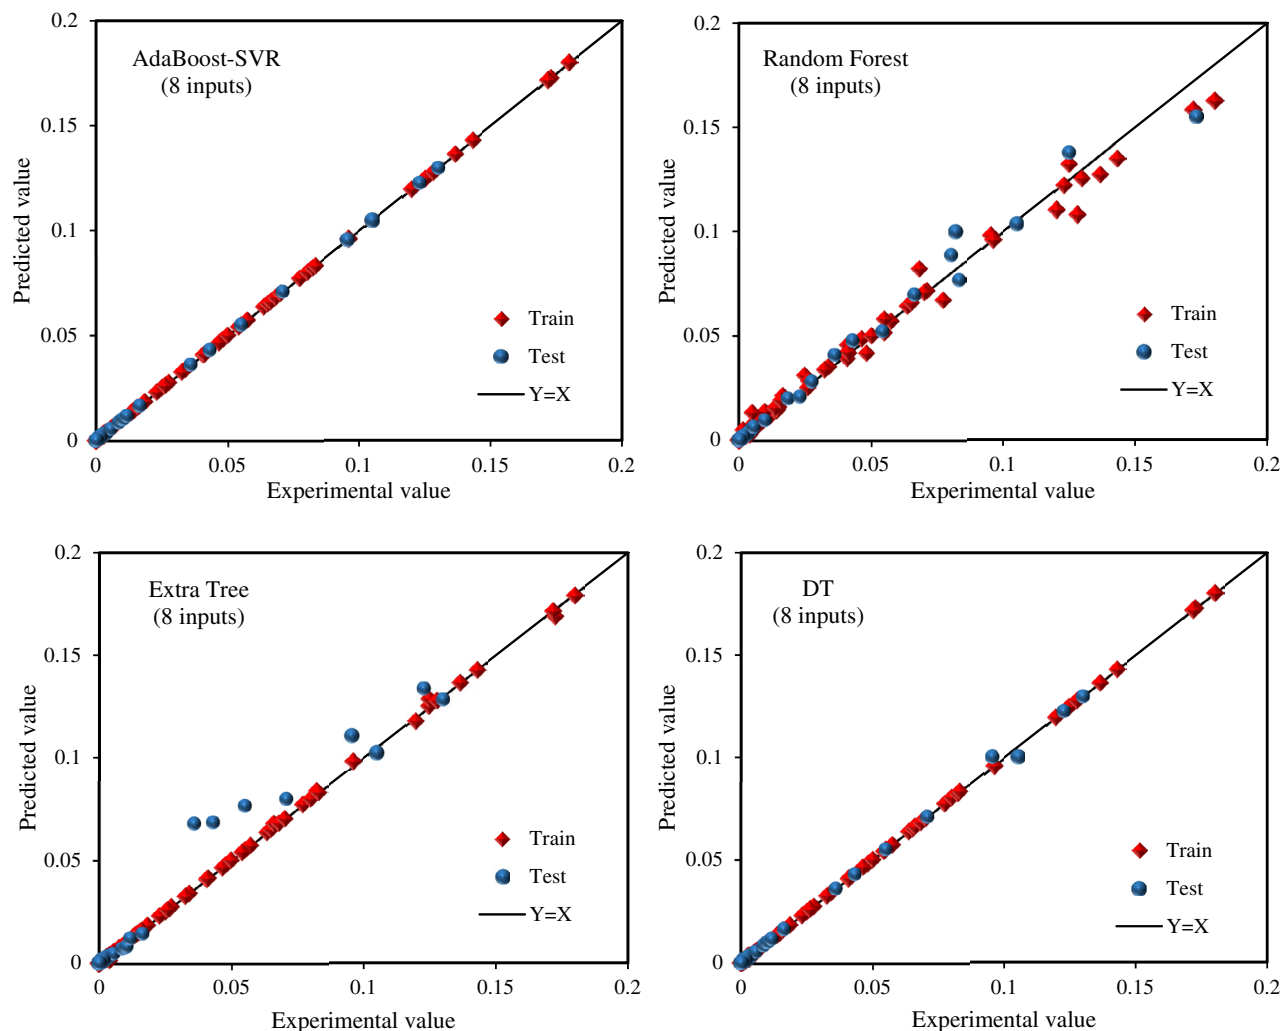 AdaBoost-SVR
(8 inputs)
Predicted value
0.2
0.15
0.1
0.05
0
Train
Test
Y=X
0
0.05
0.1
0.15
0.2
Experimental value
Random Forest
(8 inputs)
Predicted value
0.2
0.15
0.1
0.05
0
Train
Test
Y=X
0
0.05
0.1
0.15
0.2
Experimental value
Extra Tree
(8 inputs)
Predicted value
0.2
0.15
0.1
0.05
0
Train
Test
Y=X
0
0.05
0.1
0.15
0.2
Experimental value
DT
(8 inputs)
Predicted value
0.2
0.15
0.1
0.05
0
Train
Test
Y=X
0
0.05
0.1
0.15
0.2
Experimental value